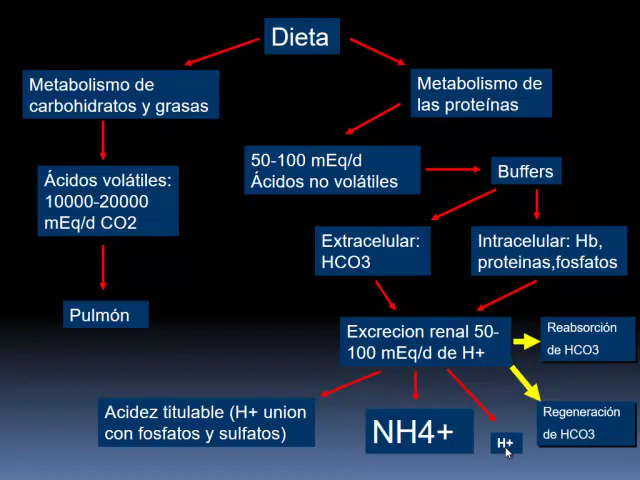 Dieta
Metabolismo de
carbohidratos y grasas
Metabolismo de
las proteínas
50-100 mEq/d
Ácidos no volátiles
Buffers
Ácidos volátiles:
10000-20000
mEq/d CO2
Extracelular:
HCO3
Intracelular: Hb,
proteinas,fosfatos
Pulmón
Excrecion renal 50-
100 mEq/d de H+
Reabsorción
de HCO3
Acidez titulable (H+ union
con fosfatos y sulfatos)
NH4+
H+
Regeneración
de HCO3